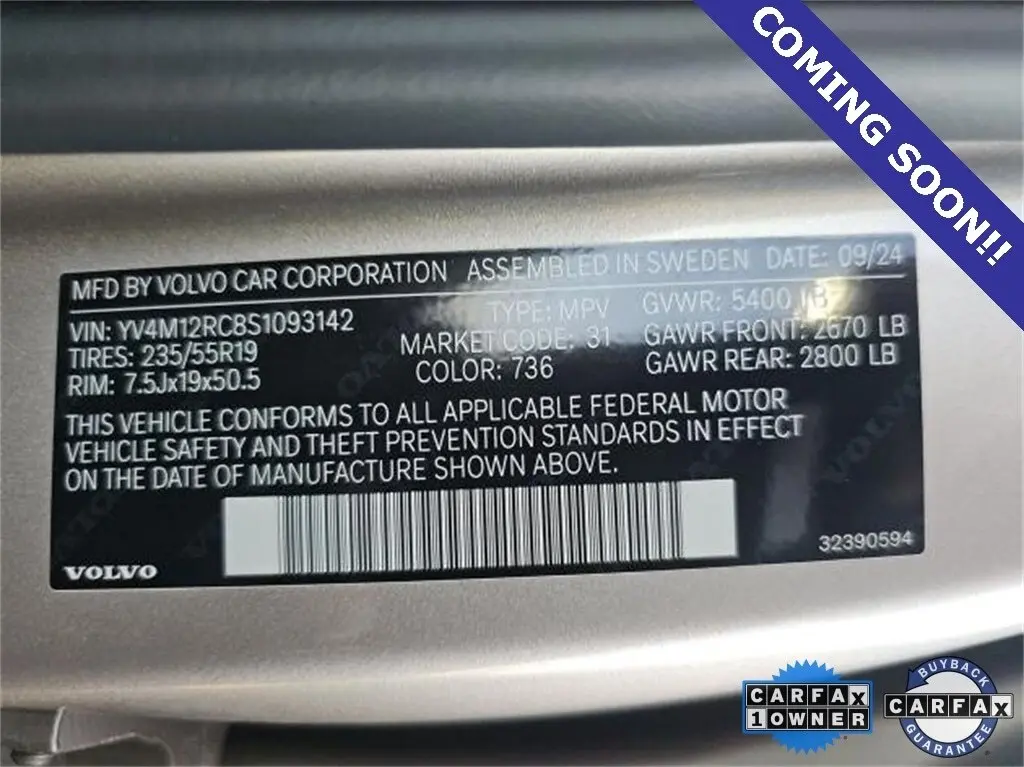 COMING SOON!!
MFD BY VOLVO CAR CORPORATION ASSEMBLED IN SWEDEN DATE: 09/24
VIN: YV4M12RC8S1093142 TYPE: MPV GVWR: 5400 LB
TIRES: 235/55R19 MARKET CODE: 31 GAWR FRONT: 2670 LB
RIM: 7.5Jx19x50.5 COLOR: 736 GAWR REAR: 2800 LB
THIS VEHICLE CONFORMS TO ALL APPLICABLE FEDERAL MOTOR
VEHICLE SAFETY AND THEFT PREVENTION STANDARDS IN EFFECT
ON THE DATE OF MANUFACTURE SHOWN ABOVE.
32390594
VOLVO
CARFAX
1 OWNER
BUYBACK
CARFAX
GUARANTEE